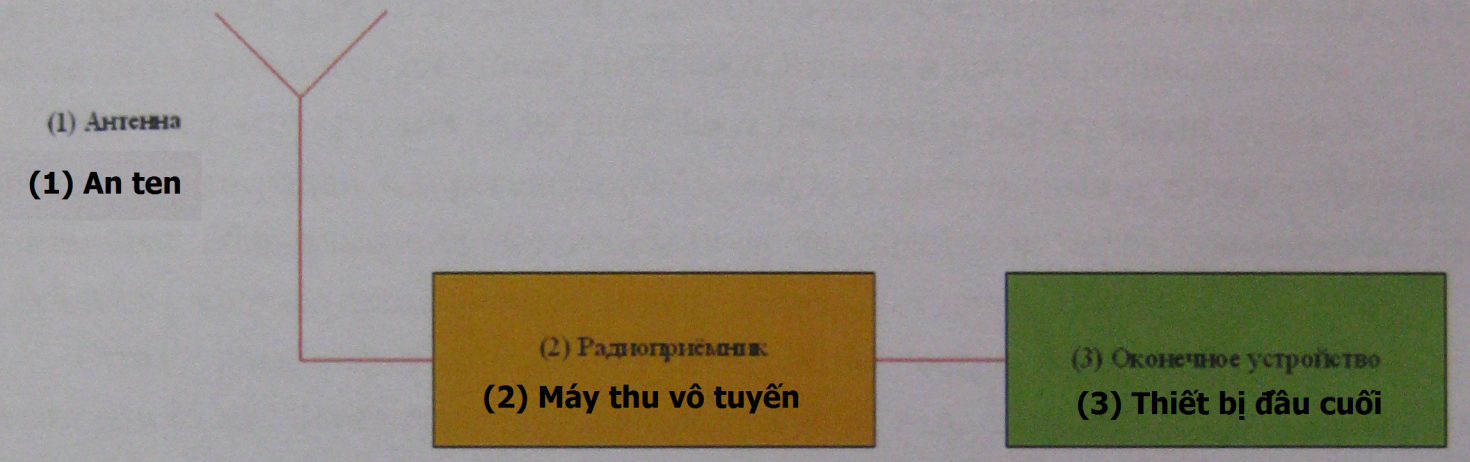 (1) Антенна
(1) An ten
(2) Радиоприёмник
(2) Máy thu vô tuyến
(3) Оконечное устройство
(3) Thiết bị đâu cuối